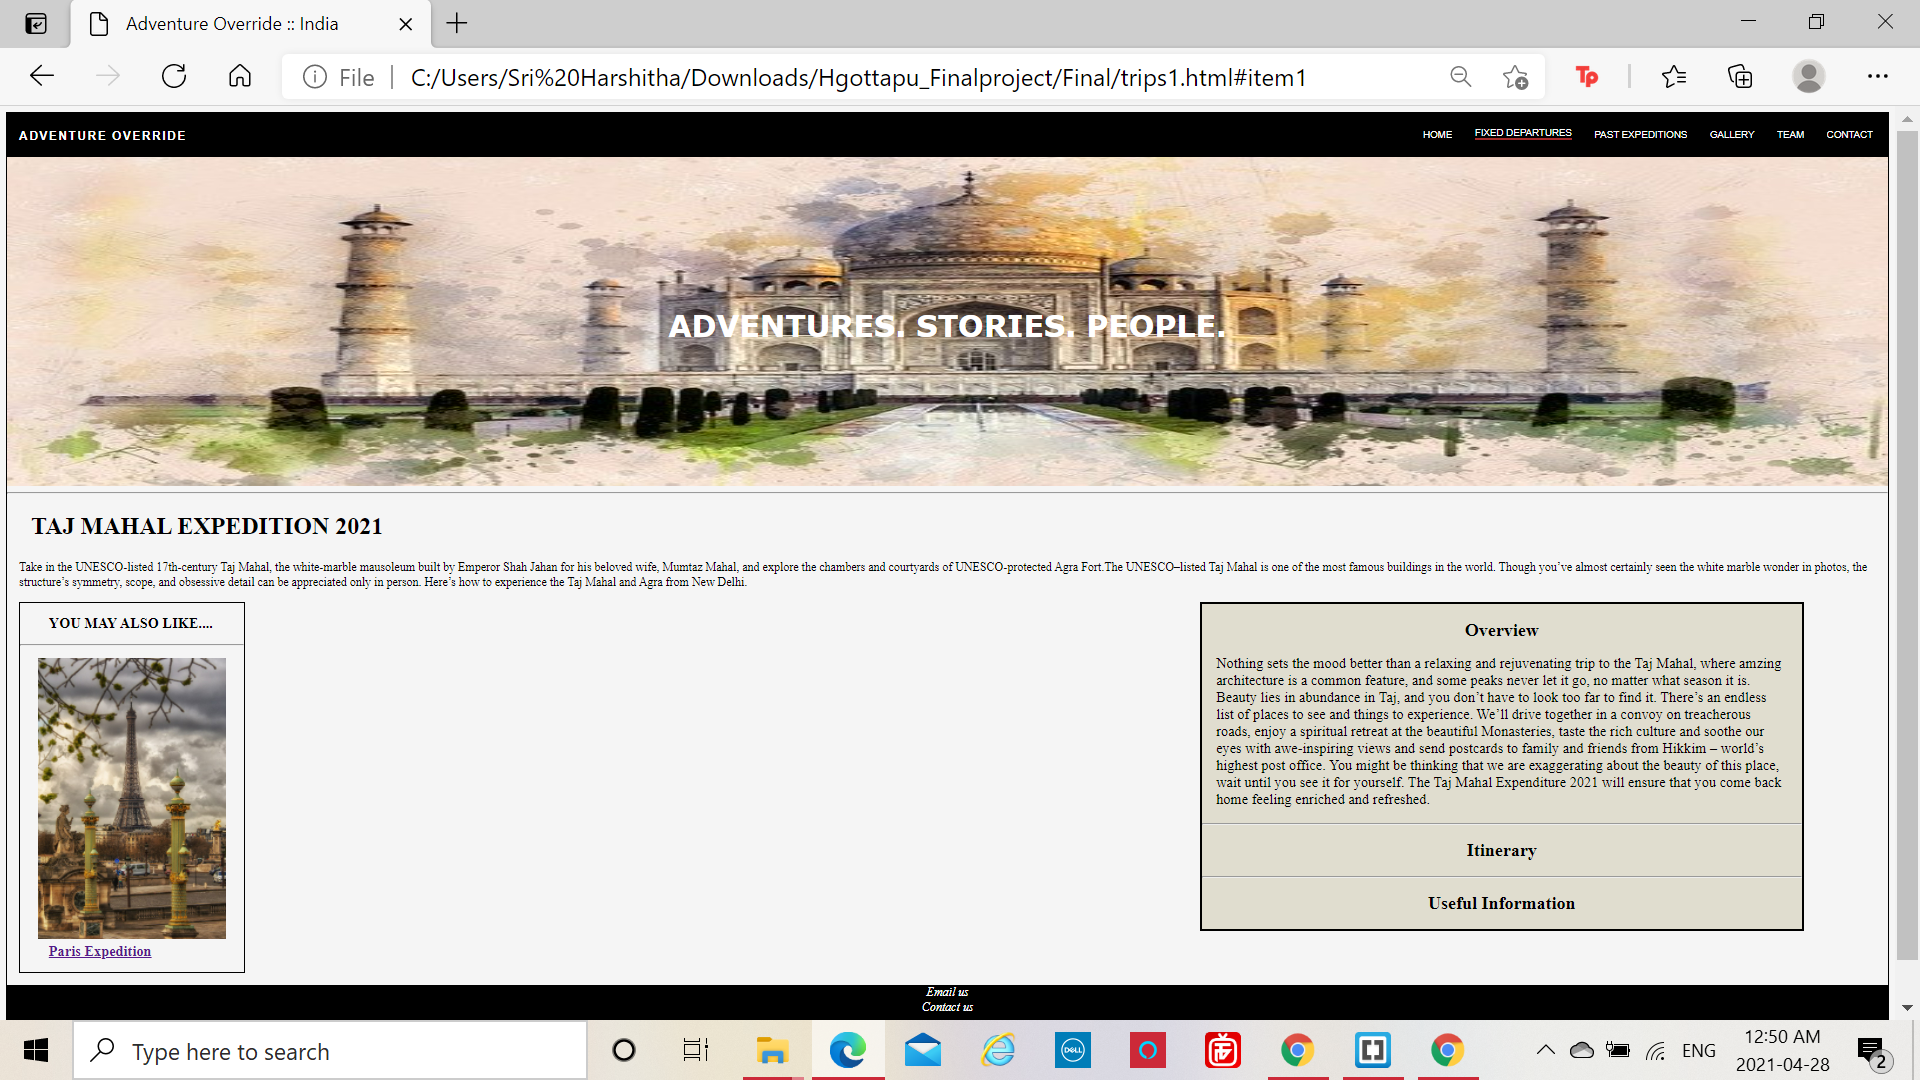 Adventure Override :: India
File
C:/Users/Sri%20Harshitha/Downloads/Hgottapu_Finalproject/Final/trips1.html#item1
Tp
ADVENTURE OVERRIDE
HOME FIXED DEPARTURES PAST EXPEDITIONS GALLERY TEAM CONTACT
ADVENTURES. STORIES. PEOPLE.
TAJ MAHAL EXPEDITION 2021
Take in the UNESCO-listed 17th-century Taj Mahal, the white-marble mausoleum built by Emperor Shah Jahan for his beloved wife, Mumtaz Mahal, and explore the chambers and courtyards of UNESCO-protected Agra Fort.The UNESCO–listed Taj Mahal is one of the most famous buildings in the world. Though you’ve almost certainly seen the white marble wonder in photos, the
structure’s symmetry, scope, and obsessive detail can be appreciated only in person. Here’s how to experience the Taj Mahal and Agra from New Delhi.
YOU MAY ALSO LIKE....
Paris Expedition
Overview
Nothing sets the mood better than a relaxing and rejuvenating trip to the Taj Mahal, where amzing
architecture is a common feature, and some peaks never let it go, no matter what season it is.
Beauty lies in abundance in Taj, and you don’t have to look too far to find it. There’s an endless
list of places to see and things to experience. We’ll drive together in a convoy on treacherous
roads, enjoy a spiritual retreat at the beautiful Monasteries, taste the rich culture and soothe our
eyes with awe-inspiring views and send postcards to family and friends from Hikkim – world’s
highest post office. You might be thinking that we are exaggerating about the beauty of this place,
wait until you see it for yourself. The Taj Mahal Expenditure 2021 will ensure that you come back
home feeling enriched and refreshed.
Itinerary
Useful Information
Email us
Contact us
Type here to search
DELL
ENG
12:50 AM
2021-04-28
2